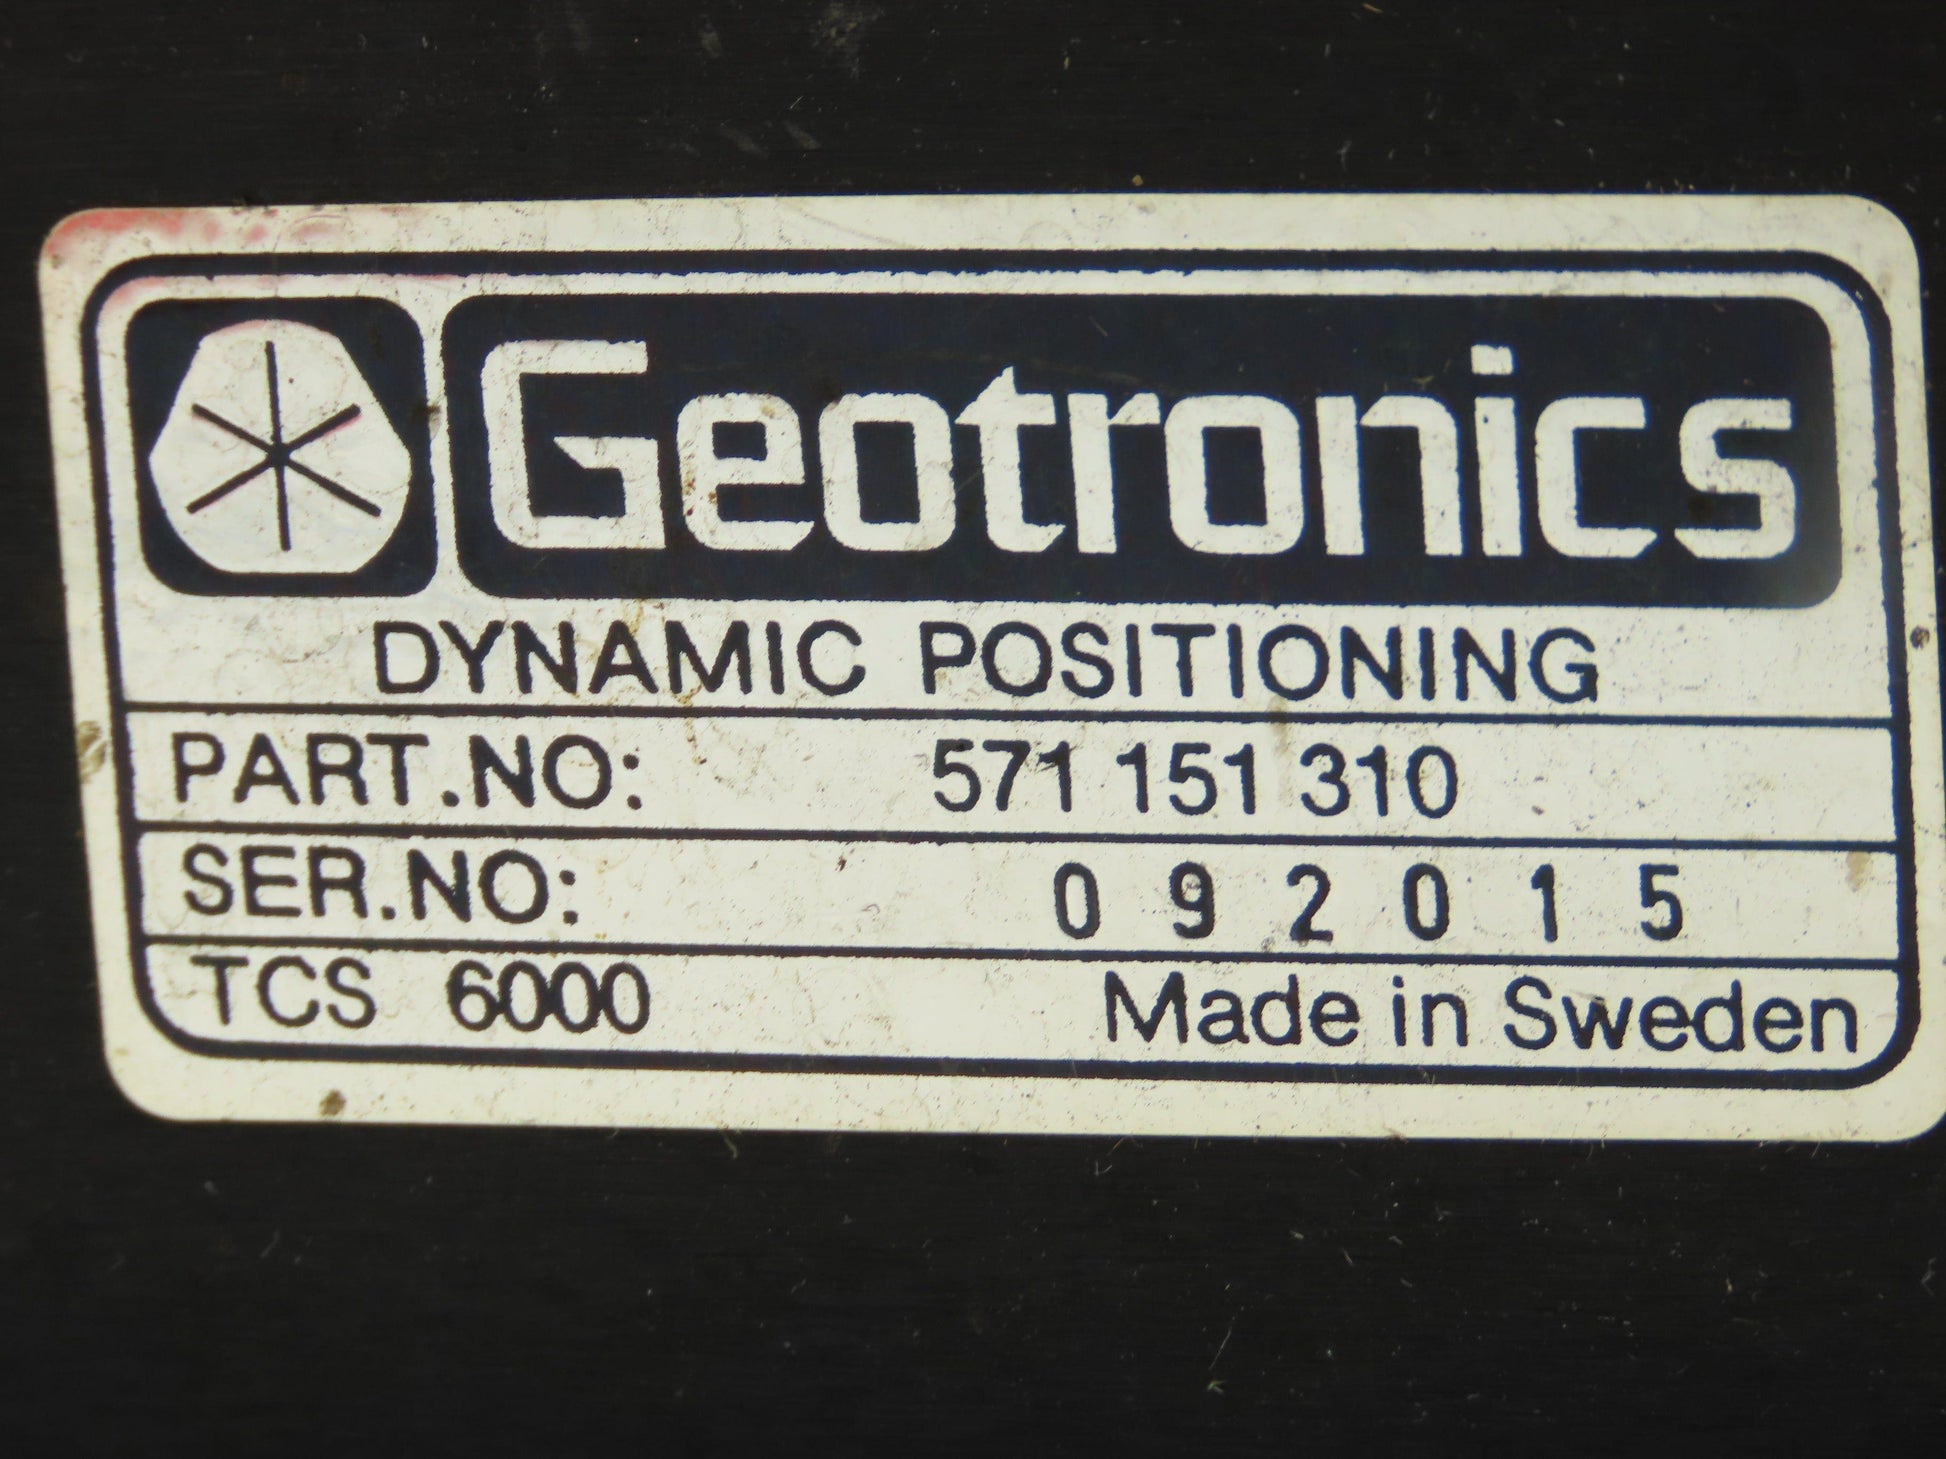 Geotronics
DYNAMIC POSITIONING
PART.NO: 571 151 310
SER.NO: 0 9 2 0 1 5
TCS 6000 Made in Sweden